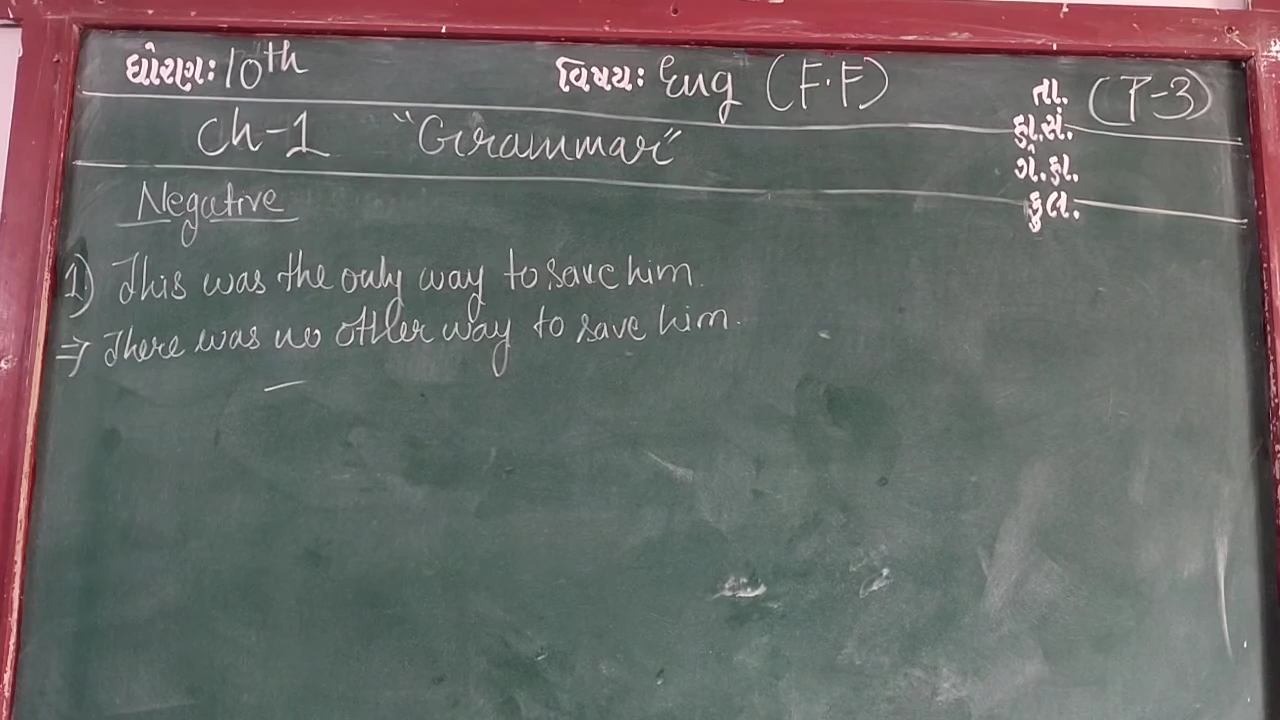 ધોરણ: 10th વિષય: Eng (F.F) તા. (P-3)
Ch-1 "Grammar" હા.સં.
ગે.હા.
કુલ.
Negative
1) This was the only way to save him.
⇒ There was no other way to save him.